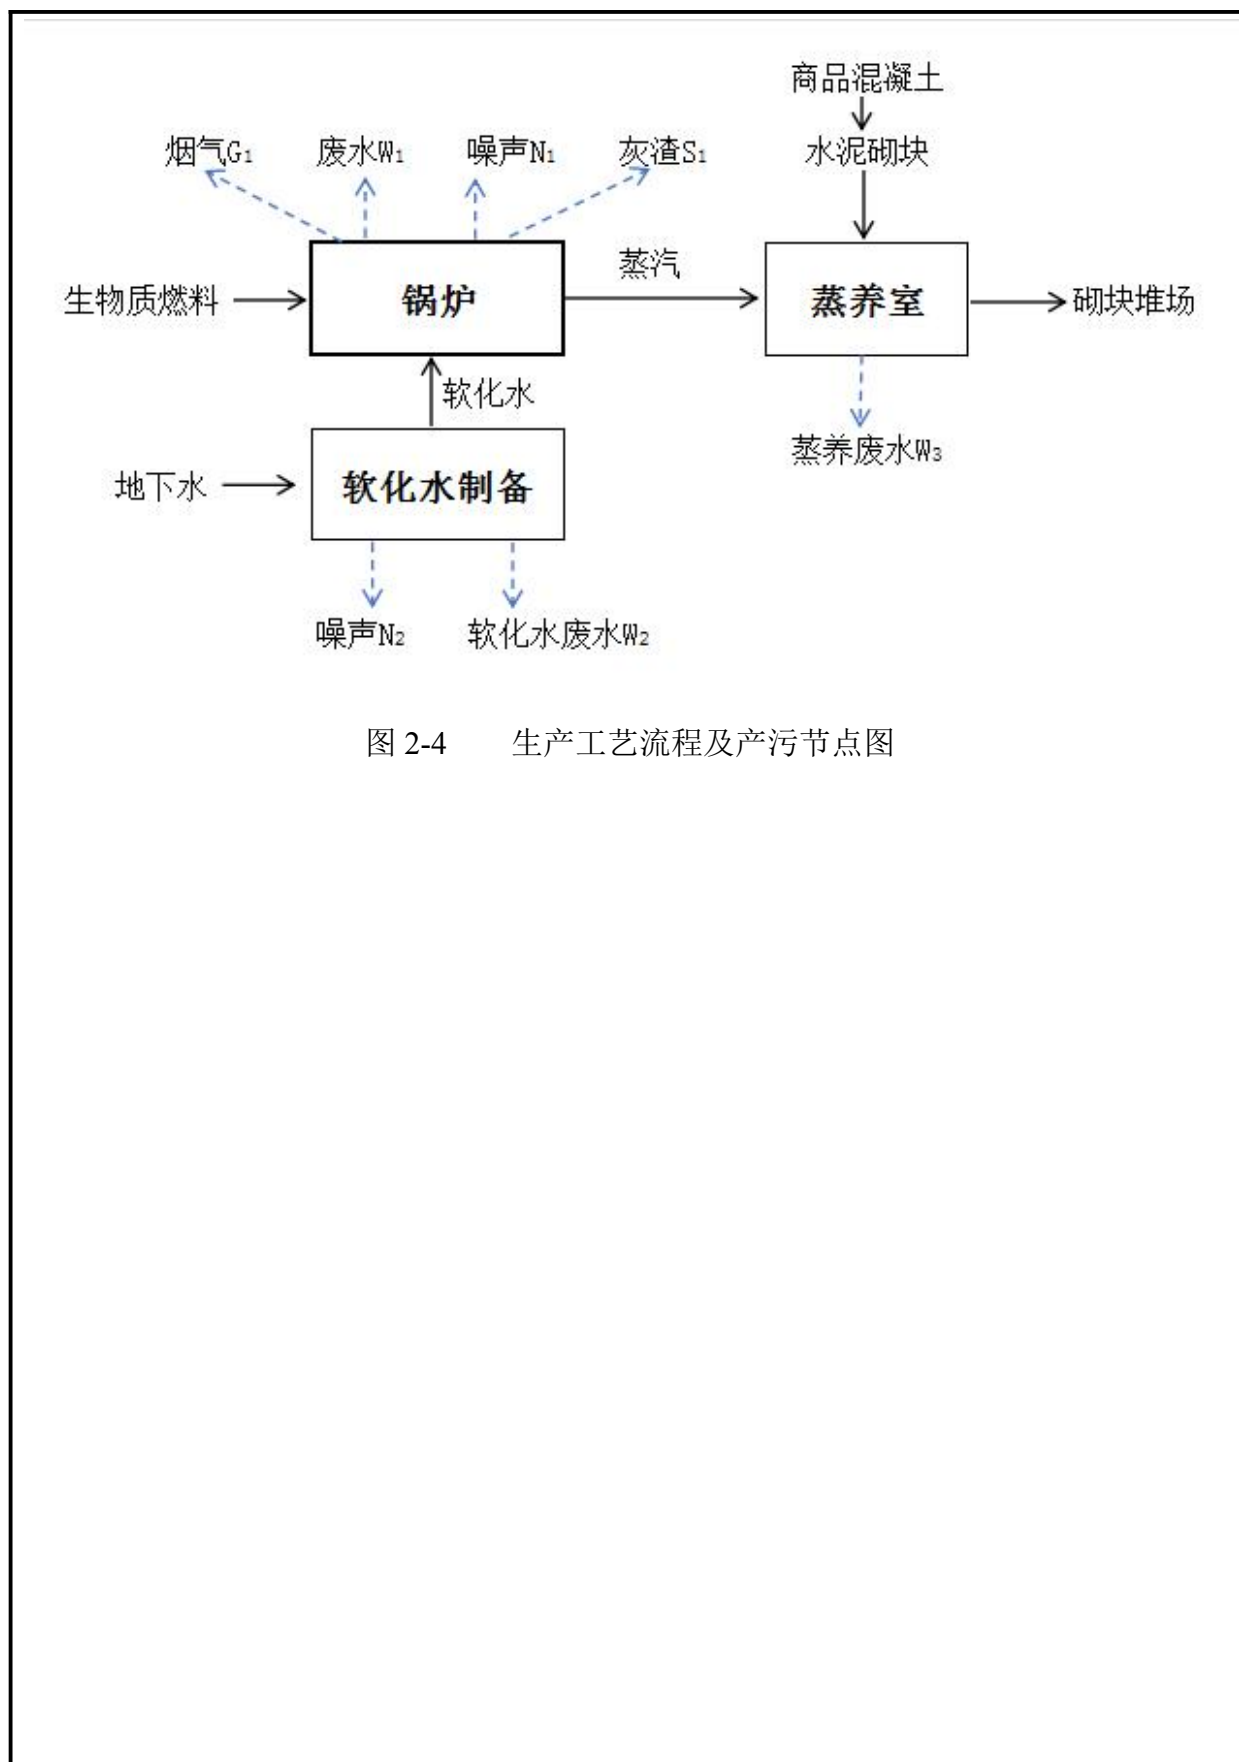 商品混凝土
烟气G₁ 废水W₁ 噪声N₁ 灰渣S₁ 水泥砌块
蒸汽
生物质燃料 锅炉 蒸养室 砌块堆场
软化水
蒸养废水W₃
地下水 软化水制备
噪声N₂ 软化水废水W₂
图 2-4 生产工艺流程及产污节点图